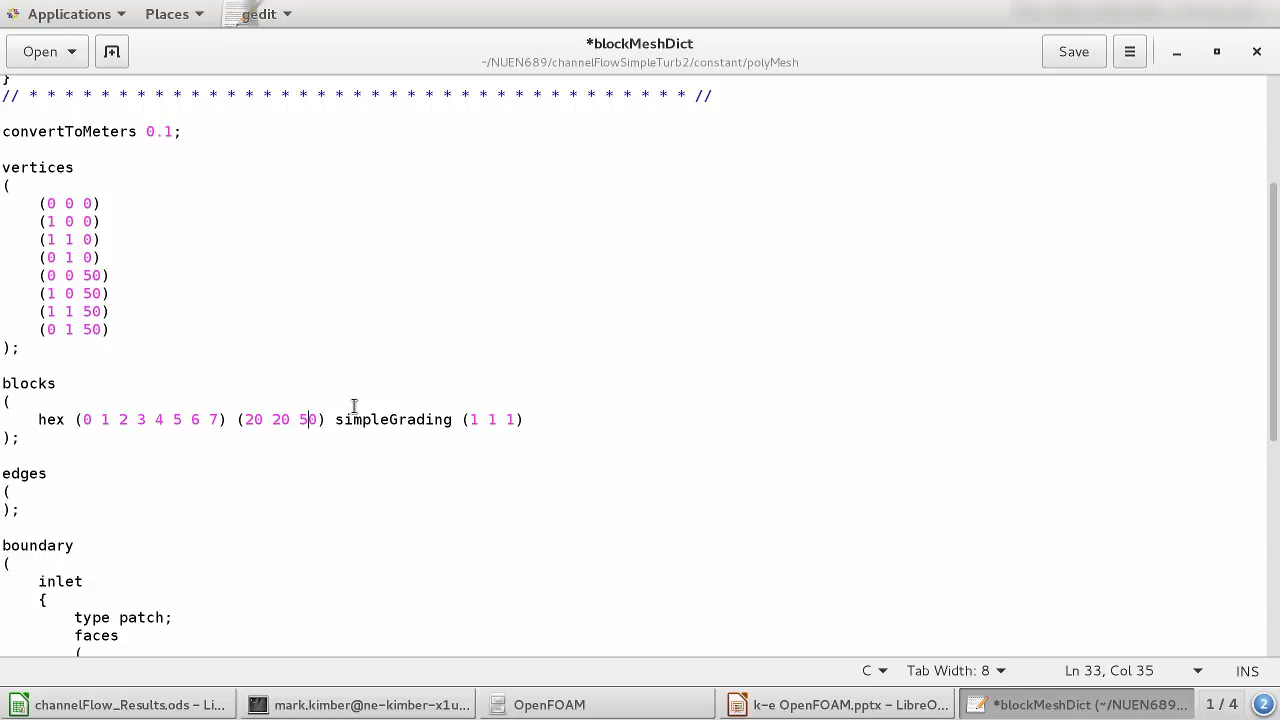 Applications Places gedit
Open *blockMeshDict Save
~/NUEN689/channelFlowSimpleTurb2/constant/polyMesh
}
// * * * * * * * * * * * * * * * * * * * * * * * * * * * * * * * * * * * * * //
convertToMeters 0.1;
vertices
(
(0 0 0)
(1 0 0)
(1 1 0)
(0 1 0)
(0 0 50)
(1 0 50)
(1 1 50)
(0 1 50)
);
blocks
(
hex (0 1 2 3 4 5 6 7) (20 20 50) simpleGrading (1 1 1)
);
edges
(
);
boundary
(
inlet
{
type patch;
faces
(
C Tab Width: 8 Ln 33, Col 35 INS
channelFlow_Results.ods – Li... mark.kimber@ne-kimber-x1u... OpenFOAM k-e OpenFOAM.pptx – LibreO... *blockMeshDict (~/NUEN689... 1 / 4 2